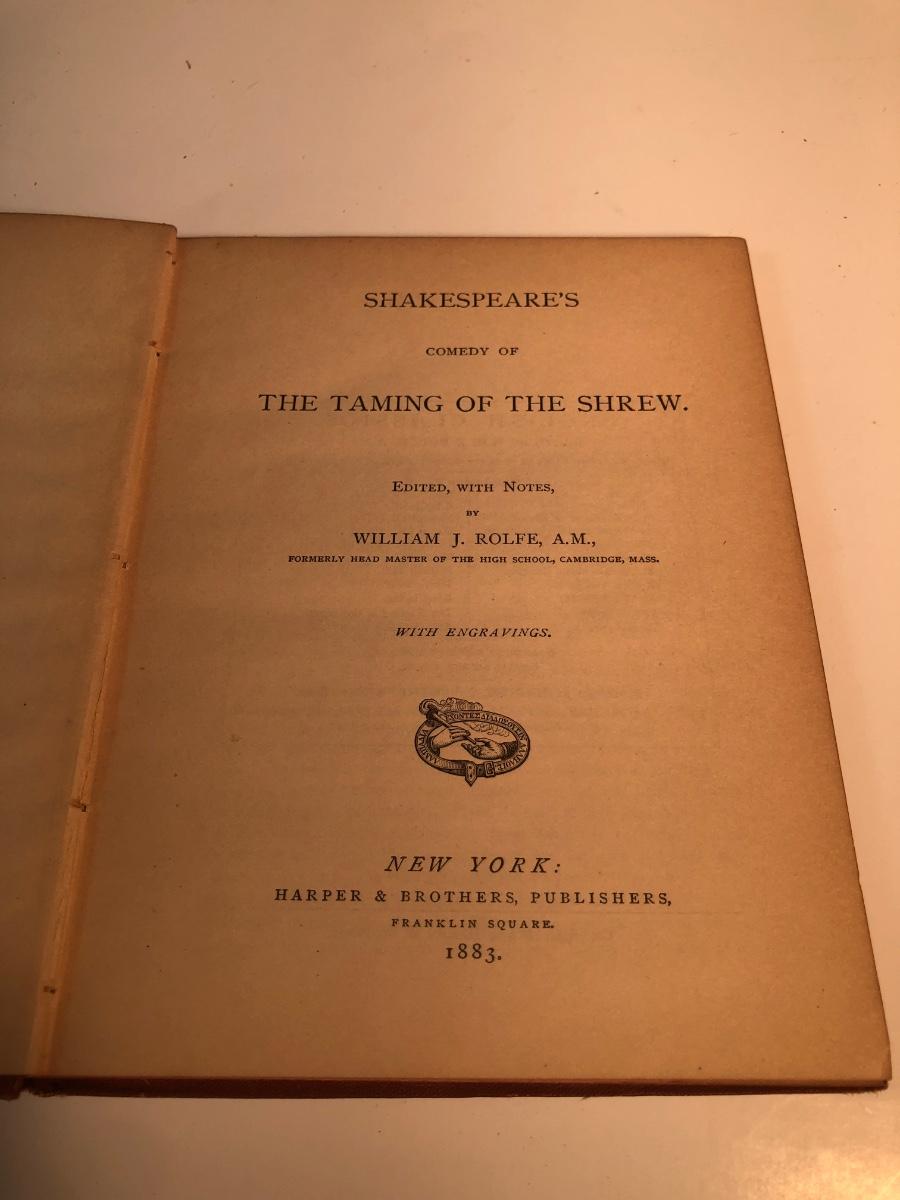 SHAKESPEARE'S
COMEDY OF
THE TAMING OF THE SHREW.
EDITED, WITH NOTES,
BY
WILLIAM J. ROLFE, A.M.,
FORMERLY HEAD MASTER OF THE HIGH SCHOOL, CAMBRIDGE, MASS.
WITH ENGRAVINGS.
NEW YORK:
HARPER & BROTHERS, PUBLISHERS,
FRANKLIN SQUARE.
1883.